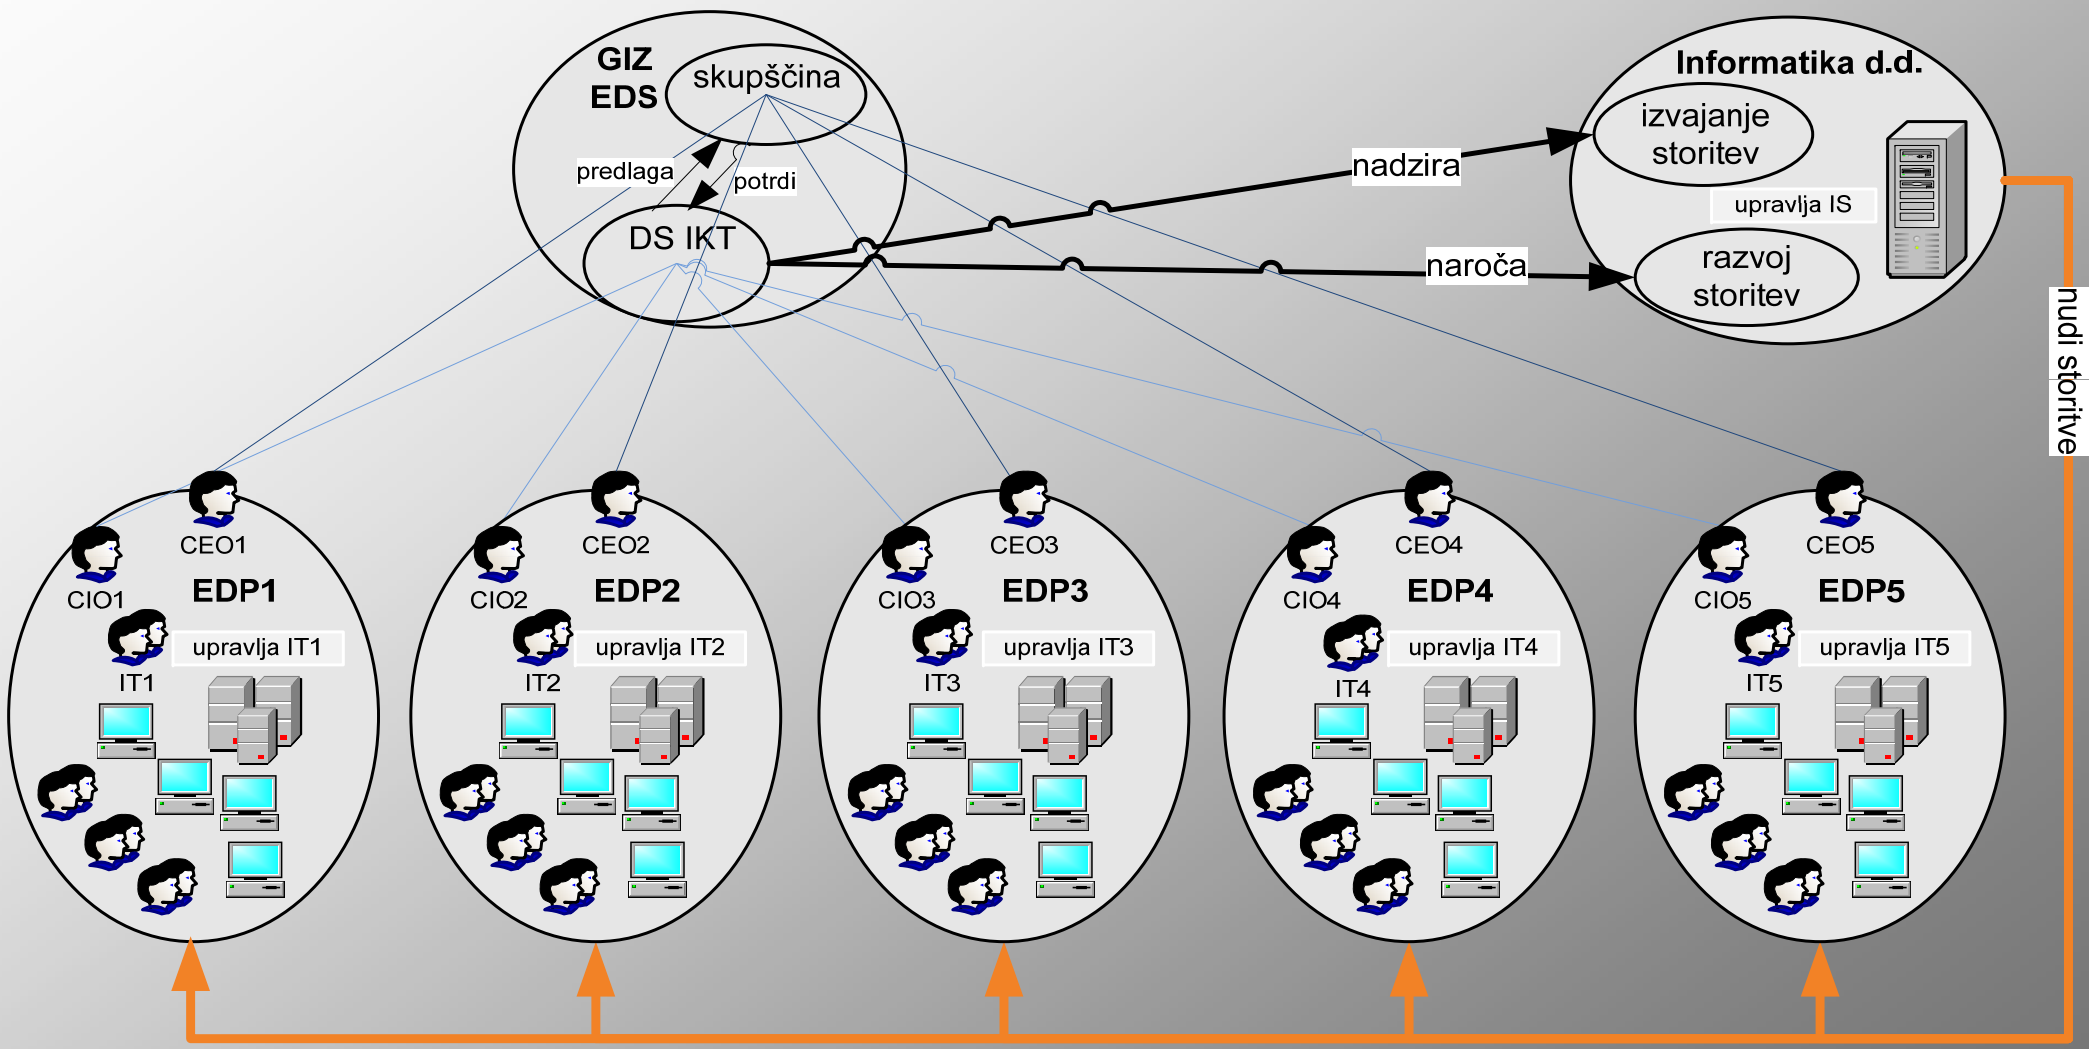 GIZ
EDS
skupščina
predlaga
potrdi
DS IKT
nadzira
naroča
Informatika d.d.
izvajanje
storitev
upravlja IS
razvoj
storitev
nudi storitve
CEO1
CIO1
EDP1
upravlja IT1
IT1
CEO2
CIO2
EDP2
upravlja IT2
IT2
CEO3
CIO3
EDP3
upravlja IT3
IT3
CEO4
CIO4
EDP4
upravlja IT4
IT4
CEO5
CIO5
EDP5
upravlja IT5
IT5